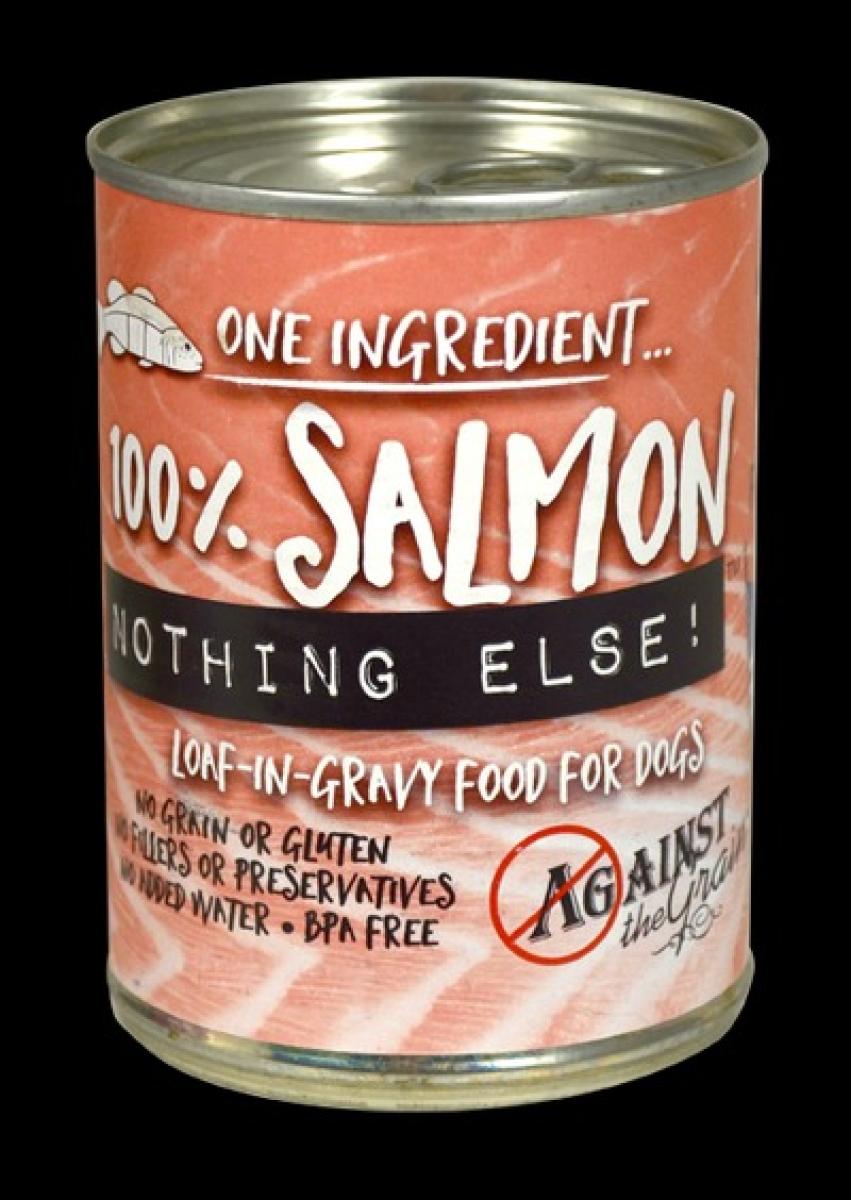 ONE INGREDIENT...
100% SALMON
TM
NOTHING ELSE!
LOAF-IN-GRAVY FOOD FOR DOGS
NO GRAIN OR GLUTEN
NO FILLERS OR PRESERVATIVES
NO ADDED WATER • BPA FREE
AGAINST
the Grain